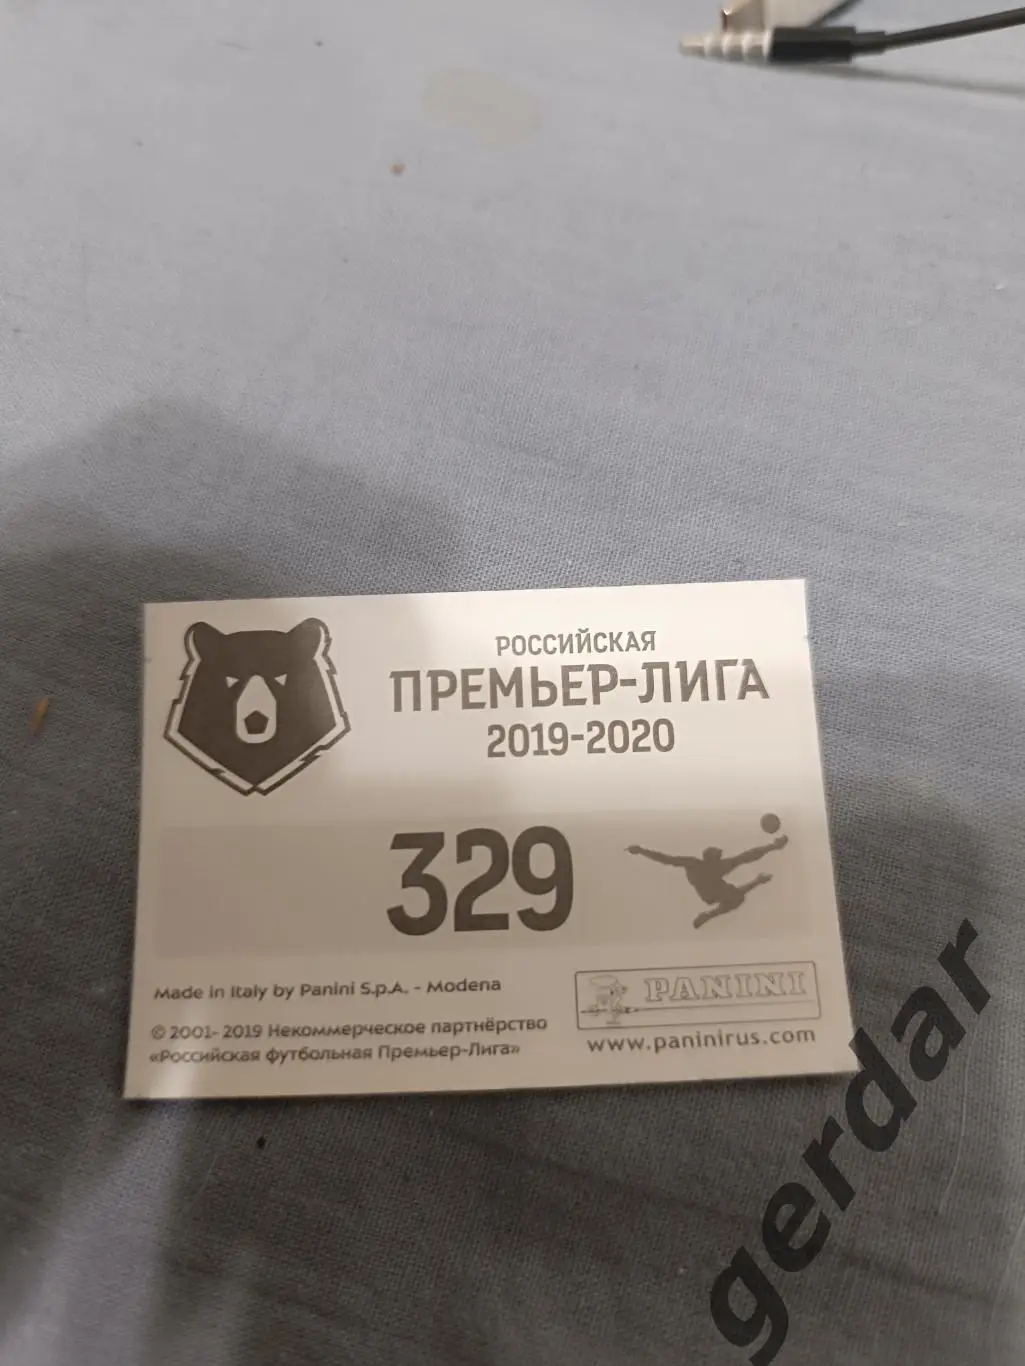 РОССИЙСКАЯ
ПРЕМЬЕР-ЛИГА
2019-2020
329
Made in Italy by Panini S.p.A. - Modena
© 2001- 2019 Некоммерческое партнёрство
«Российская футбольная Премьер-Лига»
PANINI
www.paninirus.com
gerdar